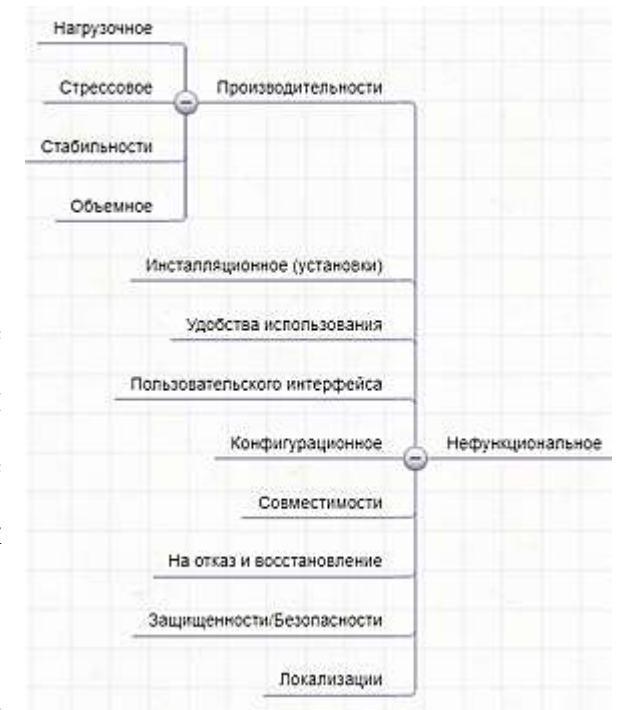 Нагрузочное
Стрессовое
Производительности
Стабильности
Объемное
Инсталляционное (установки)
Удобства использования
Пользовательского интерфейса
Конфигурационное
Нефункциональное
Совместимости
На отказ и восстановление
Защищенности/Безопасности
Локализации